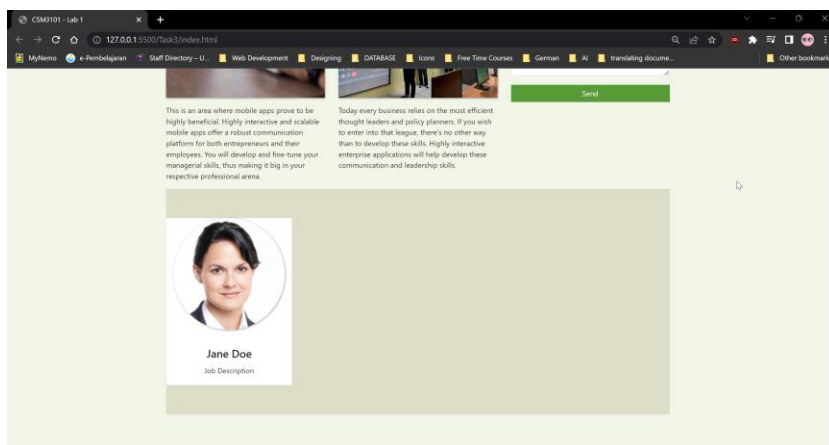 CSM3101 - Lab 1
127.0.0.1:5500/Task3/index.html
MyNemo e-Pembelajaran Staff Directory – U... Web Development Designing DATABASE Icons Free Time Courses German AI translating docume... Other bookmark
Send
This is an area where mobile apps prove to be
highly beneficial. Highly interactive and scalable
mobile apps offer a robust communication
platform for both entrepreneurs and their
employees. You will develop and fine-tune your
managerial skills, thus making it big in your
respective professional arena.
Today every business relies on the most efficient
thought leaders and policy planners. If you wish
to enter into that league, there's no other way
than to develop these skills. Highly interactive
enterprise applications will help develop these
communication and leadership skills.
Jane Doe
Job Description